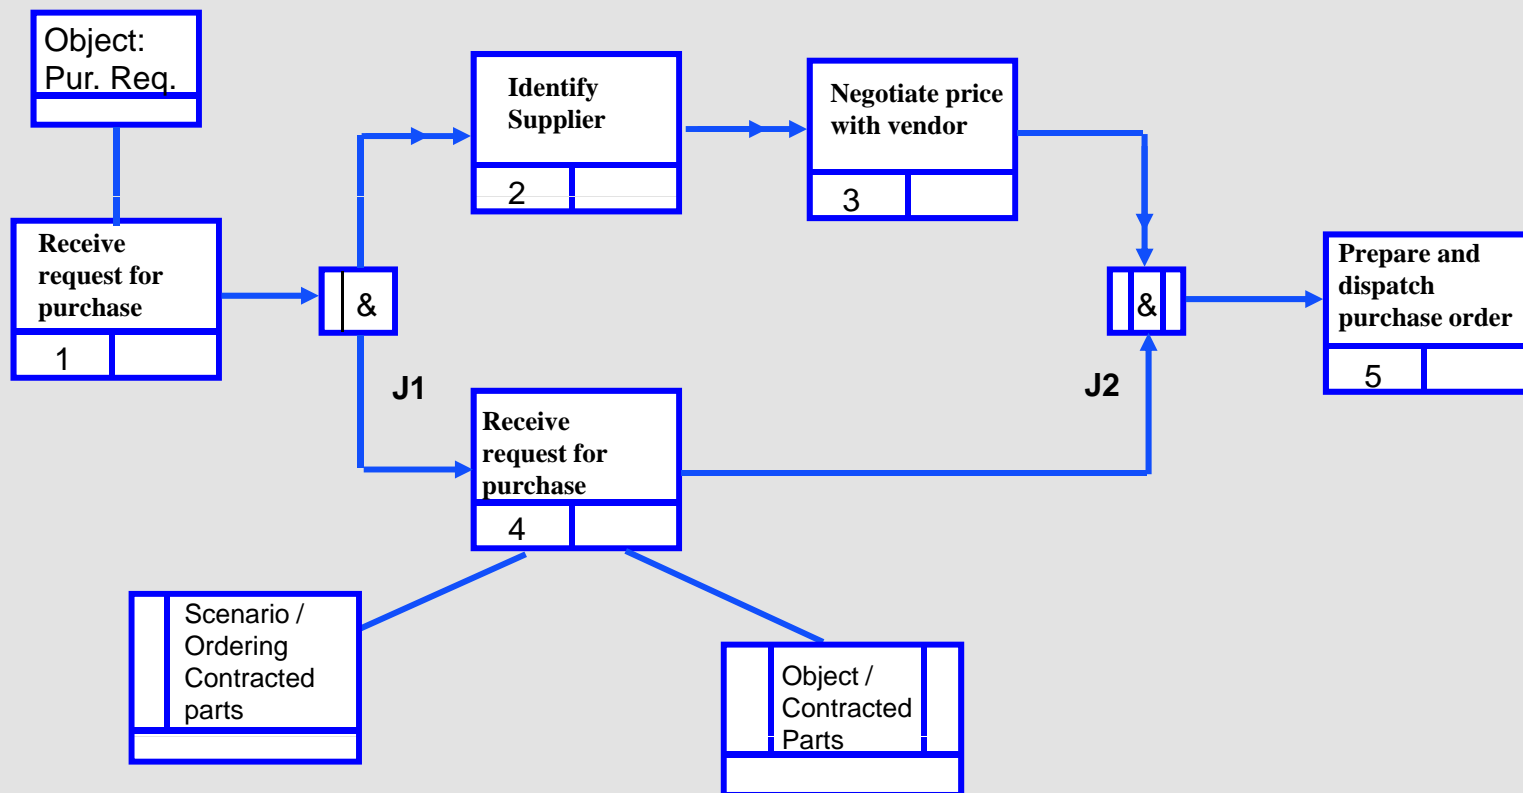 Object:
Pur. Req.
Identify
Supplier
2
Negotiate price
with vendor
3
Receive
request for
purchase
1
&
J1
&
J2
Prepare and
dispatch
purchase order
5
Receive
request for
purchase
4
Scenario /
Ordering
Contracted
parts
Object /
Contracted
Parts